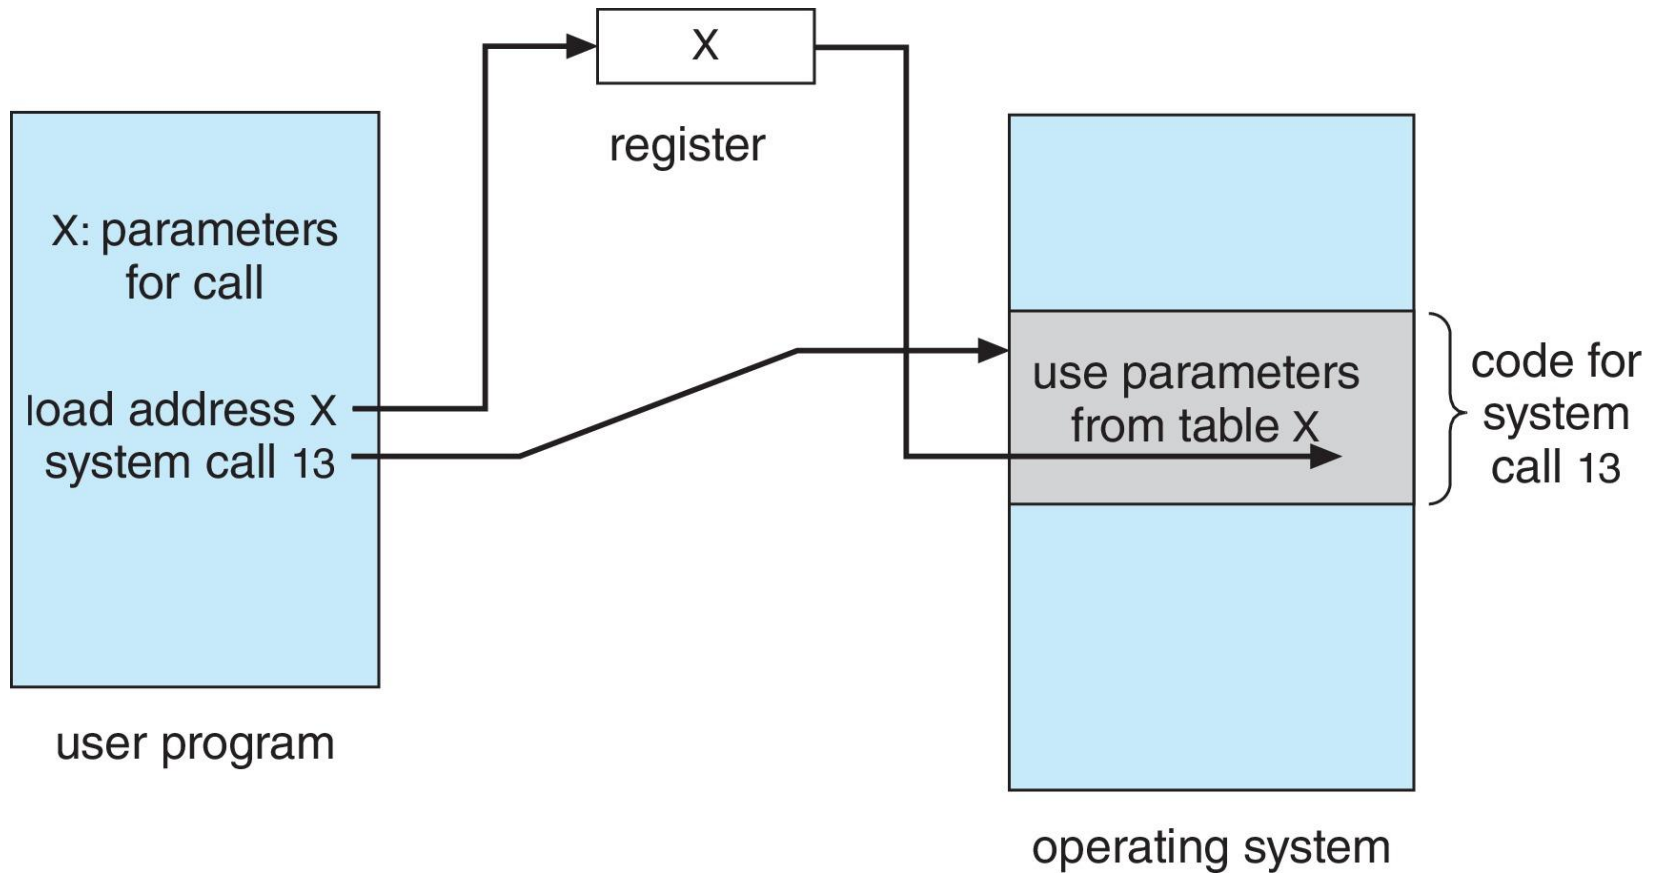 X
register
X: parameters
for call
load address X
system call 13
user program
use parameters
from table X
code for
system
call 13
operating system